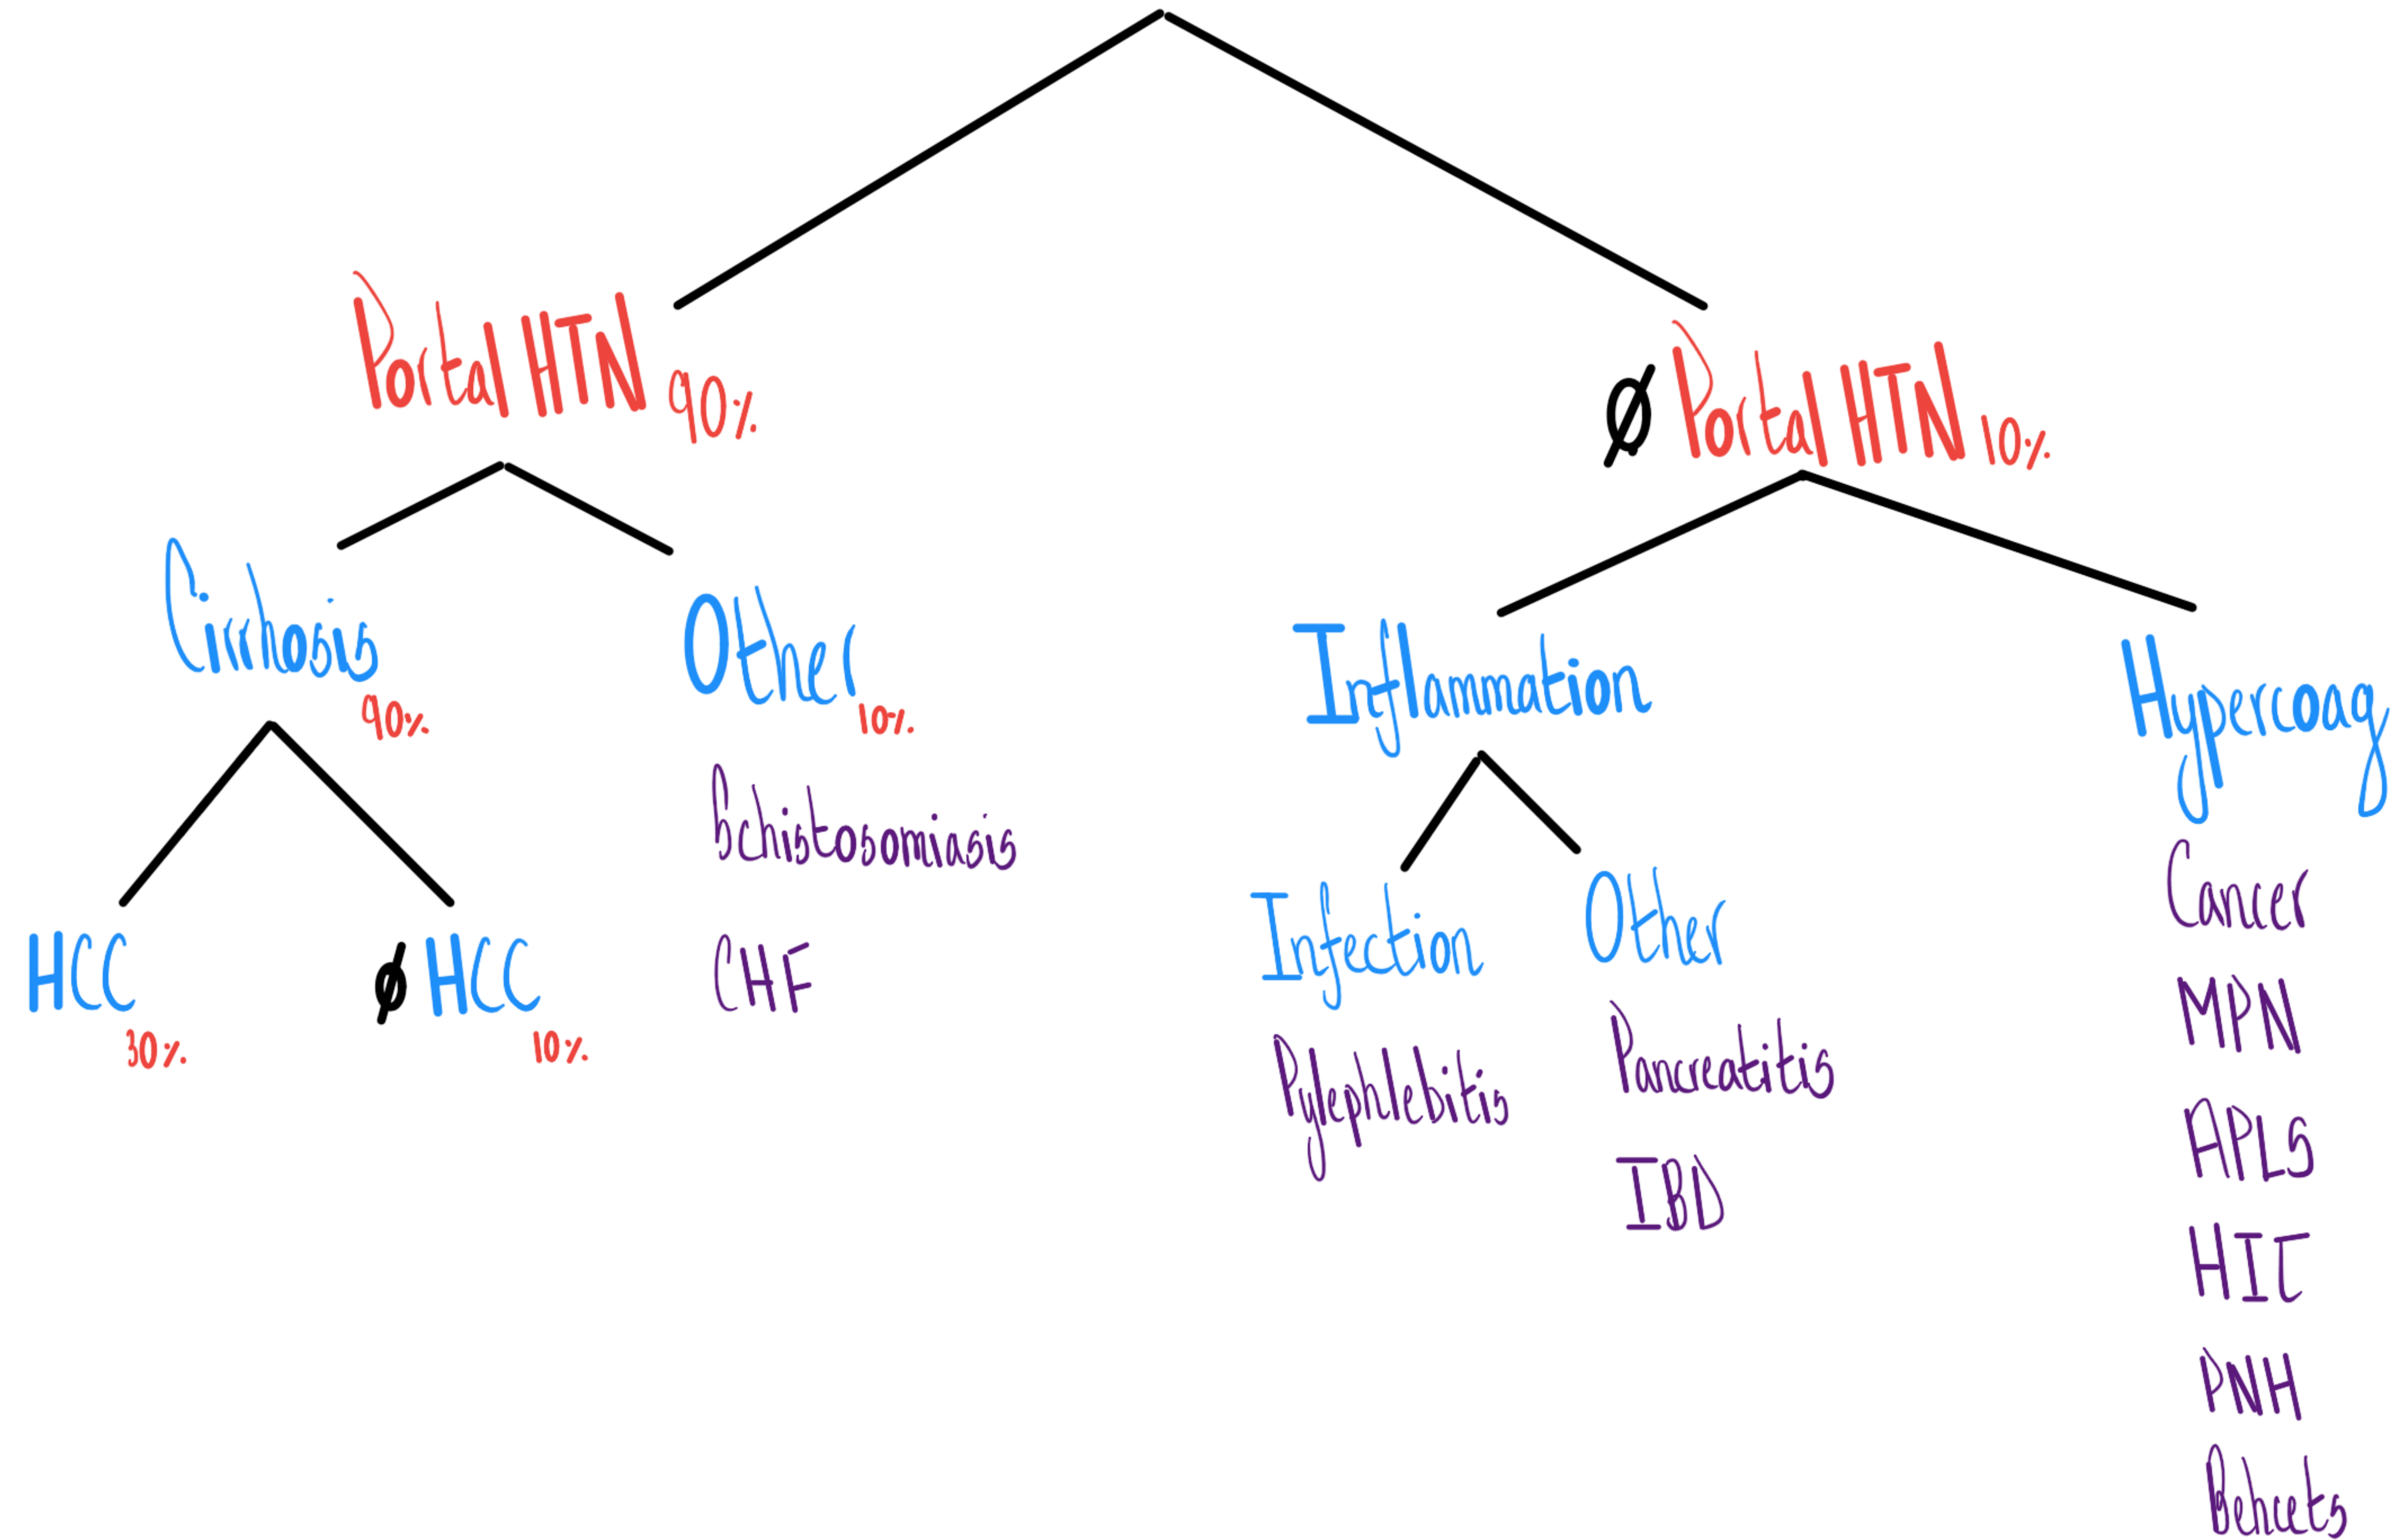 Portal HTN 90%
Ø Portal HTN 10%
Cirrhosis 90%
Other 10%
Inflammation
Hypercoag
Schistosomiasis
CHF
HCC 30%
Ø HCC 10%
Infection
Other
Pylephlebitis
Pancreatitis
IBD
Cancer
MPN
APLS
HIT
PNH
Behcets